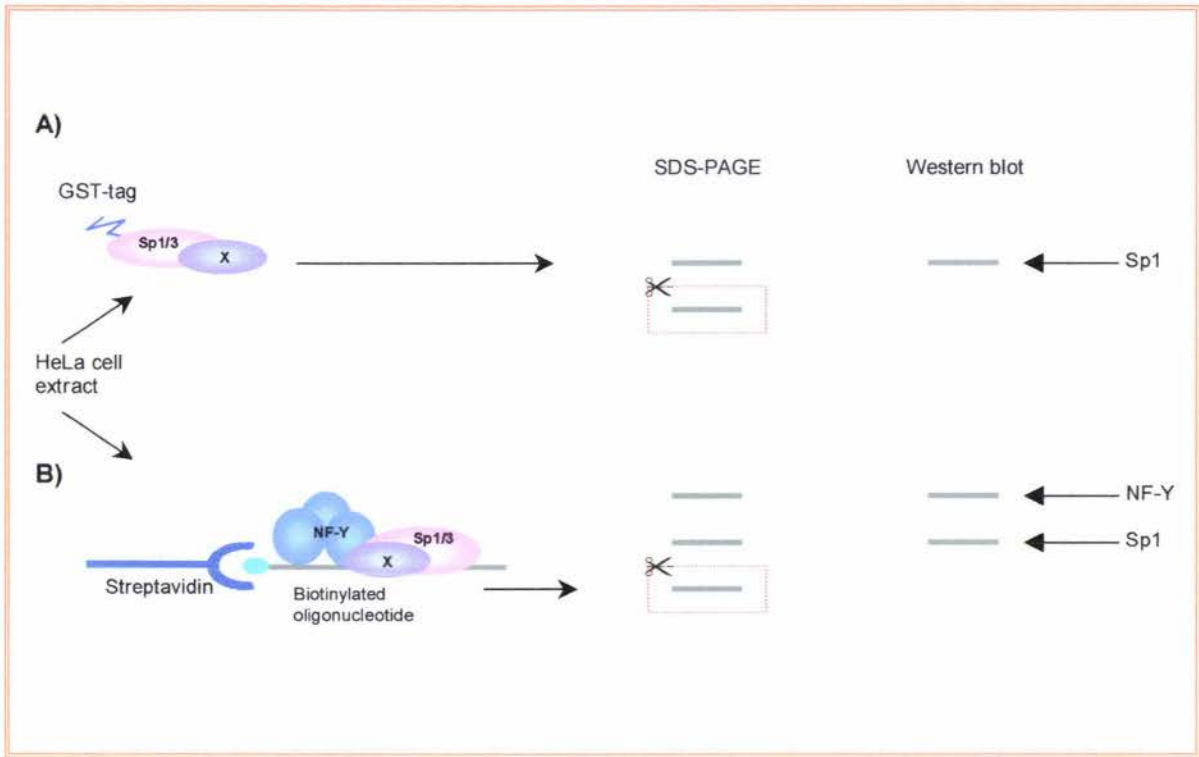 A)
SDS-PAGE
Western blot
GST-tag
Sp1/3
X
Sp1
HeLa cell
extract
B)
NF-Y
Sp1/3
X
NF-Y
Sp1
Streptavidin
Biotinylated
oligonucleotide